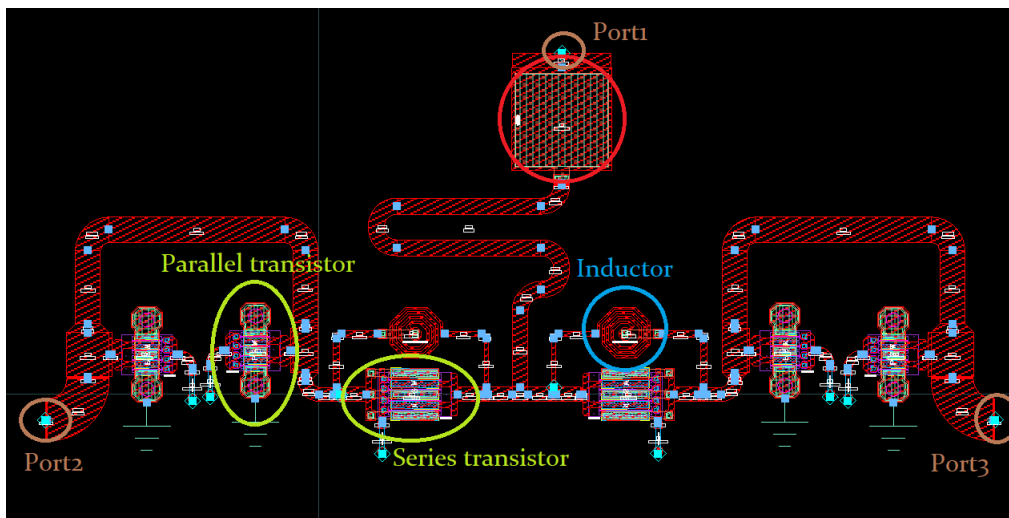 Port1
Parallel transistor
Inductor
Series transistor
Port2
Port3